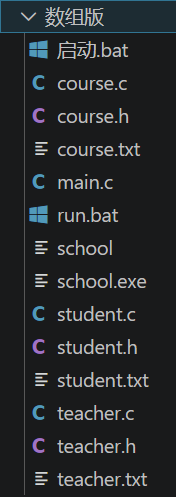 数组版
启动.bat
course.c
course.h
course.txt
main.c
run.bat
school
school.exe
student.c
student.h
student.txt
teacher.c
teacher.h
teacher.txt